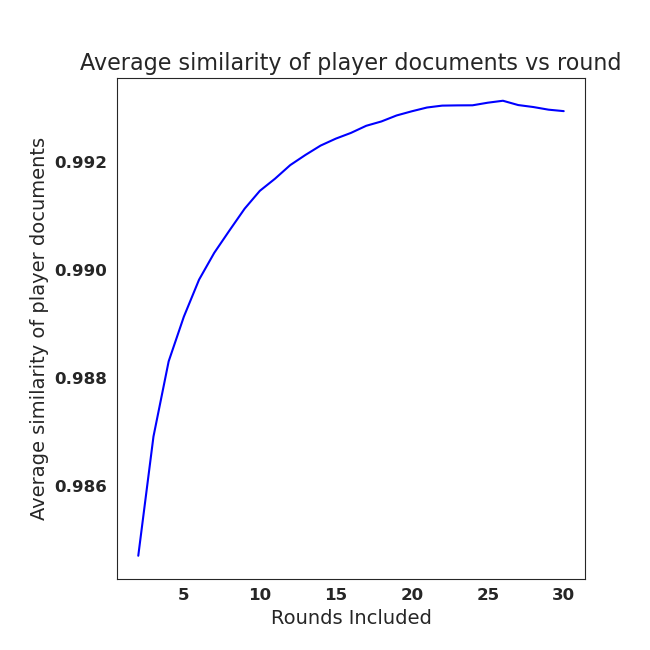 Average similarity of player documents vs round
Average similarity of player documents
0.992
0.990
0.988
0.986
5 10 15 20 25 30
Rounds Included